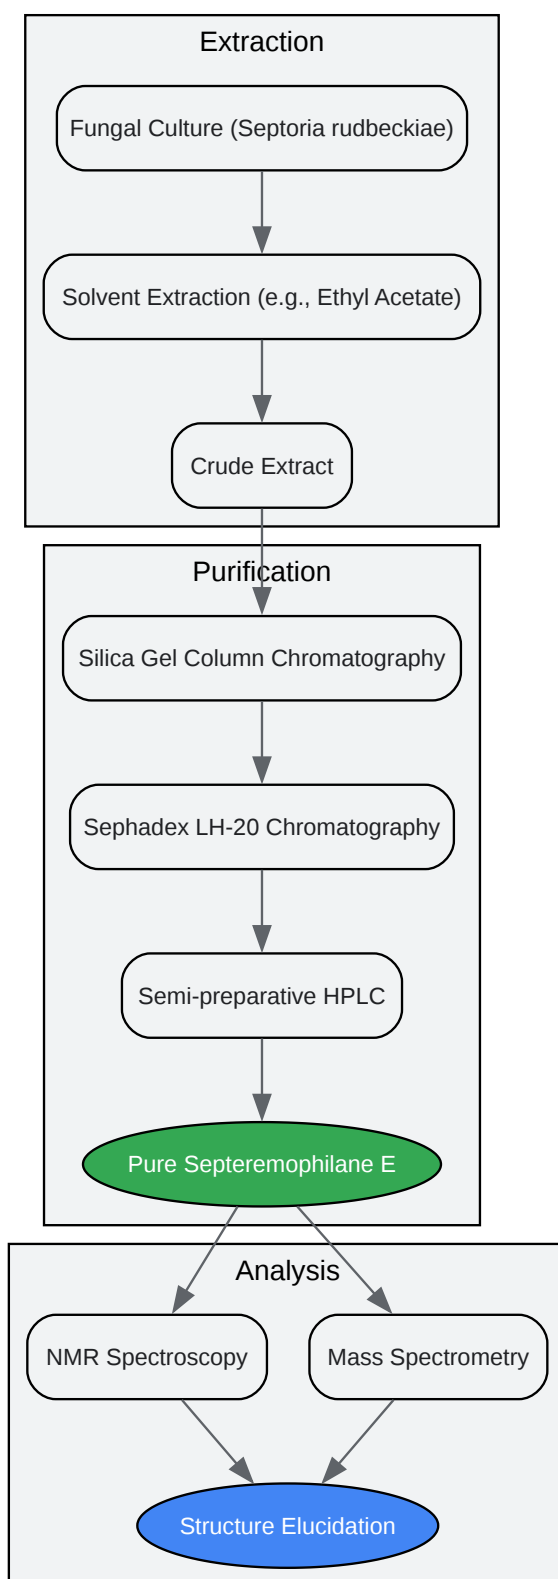 Extraction
Fungal Culture (Septoria rudbeckiae)
Solvent Extraction (e.g., Ethyl Acetate)
Crude Extract
Purification
Silica Gel Column Chromatography
Sephadex LH-20 Chromatography
Semi-preparative HPLC
Pure Septeremophilane E
Analysis
NMR Spectroscopy
Mass Spectrometry
Structure Elucidation